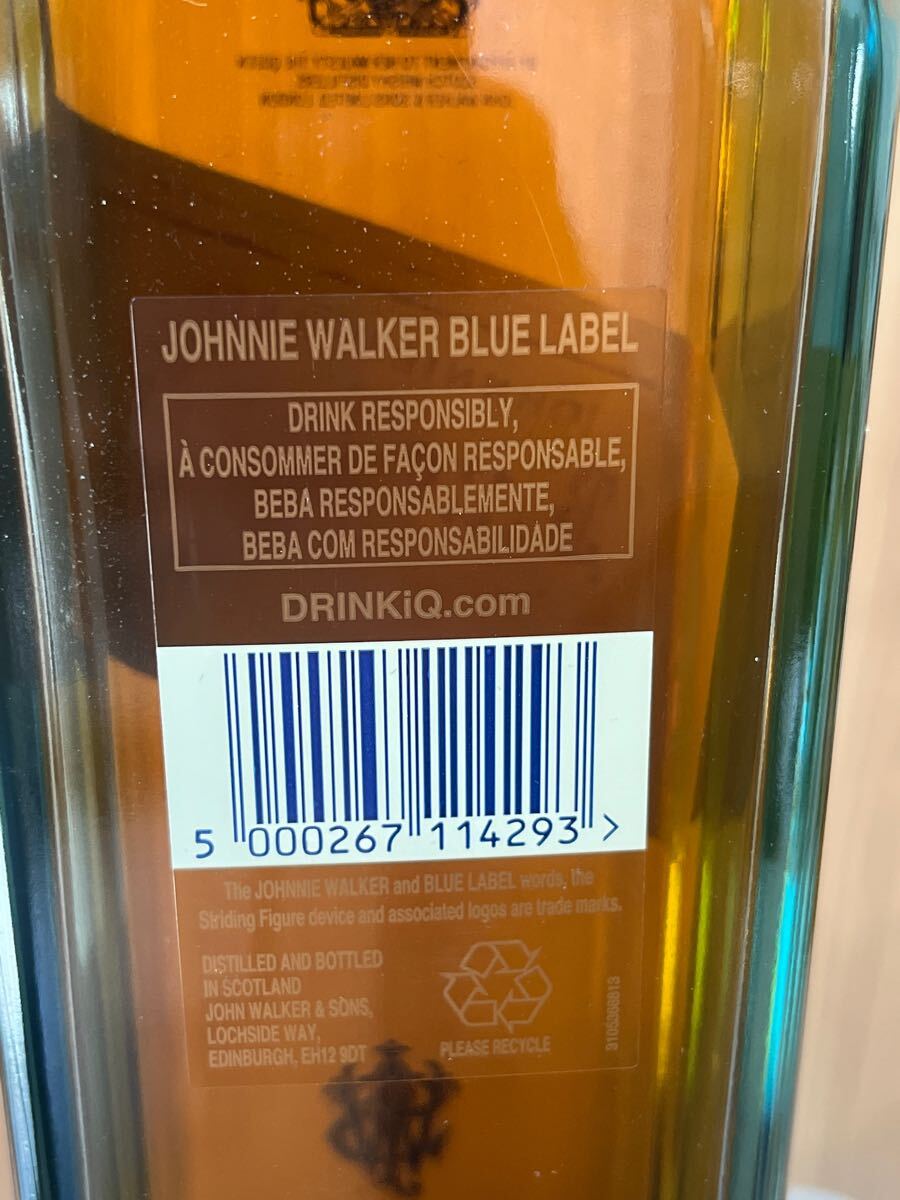 JOHNNIE WALKER BLUE LABEL
DRINK RESPONSIBLY,
À CONSOMMER DE FAÇON RESPONSABLE,
BEBA RESPONSABLEMENTE,
BEBA COM RESPONSABILIDADE
DRINKiQ.com
5 000267 114293 >
The JOHNNIE WALKER and BLUE LABEL words, the
Striding Figure device and associated logos are trade marks.
DISTILLED AND BOTTLED
IN SCOTLAND
JOHN WALKER & SONS,
LOCHSIDE WAY,
EDINBURGH, EH12 9DT
PLEASE RECYCLE